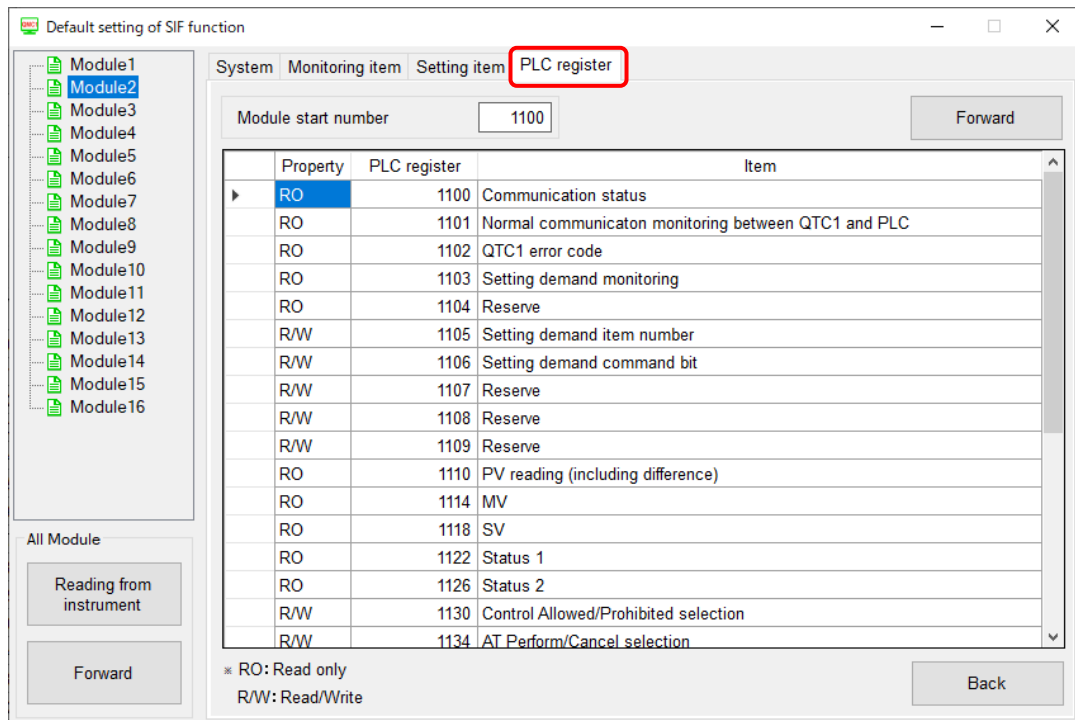 QMC1 Default setting of SIF function
Module1
Module2
Module3
Module4
Module5
Module6
Module7
Module8
Module9
Module10
Module11
Module12
Module13
Module14
Module15
Module16
All Module
Reading from
instrument
Forward
System Monitoring item Setting item PLC register
Module start number 1100 Forward
Property PLC register Item
RO 1100 Communication status
RO 1101 Normal communicaton monitoring between QTC1 and PLC
RO 1102 QTC1 error code
RO 1103 Setting demand monitoring
RO 1104 Reserve
R/W 1105 Setting demand item number
R/W 1106 Setting demand command bit
R/W 1107 Reserve
R/W 1108 Reserve
R/W 1109 Reserve
RO 1110 PV reading (including difference)
RO 1114 MV
RO 1118 SV
RO 1122 Status 1
RO 1126 Status 2
R/W 1130 Control Allowed/Prohibited selection
R/W 1134 AT Perform/Cancel selection
※ RO: Read only
R/W: Read/Write
Back